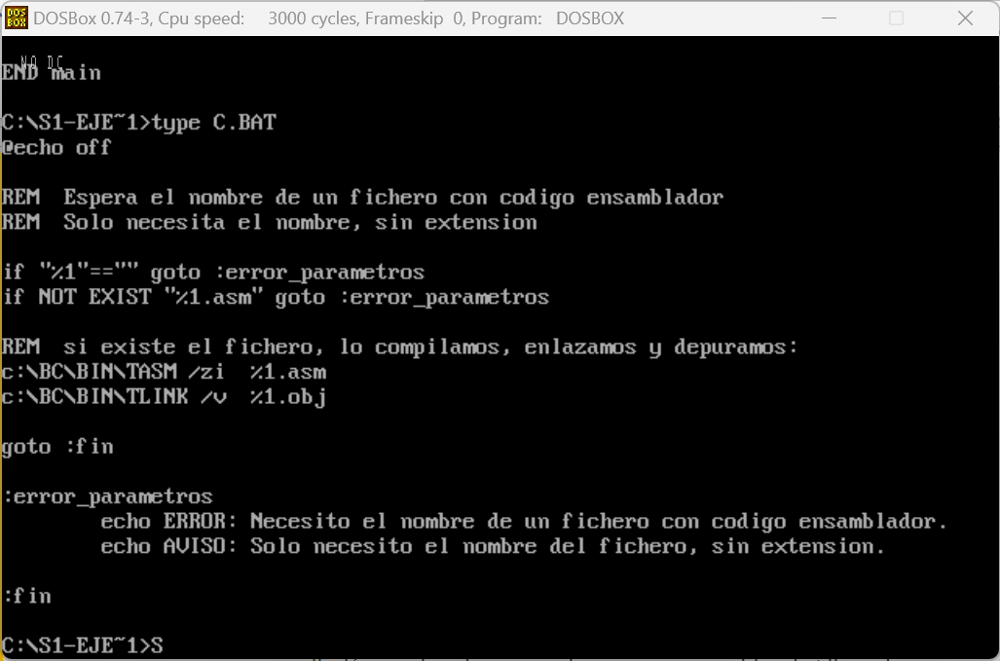 DOSBox 0.74-3, Cpu speed: 3000 cycles, Frameskip 0, Program: DOSBOX
NO DC
END main
C:\S1-EJE~1>type C.BAT
@echo off
REM Espera el nombre de un fichero con codigo ensamblador
REM Solo necesita el nombre, sin extension
if "%1"=="" goto :error_parametros
if NOT EXIST "%1.asm" goto :error_parametros
REM si existe el fichero, lo compilamos, enlazamos y depuramos:
c:\BC\BIN\TASM /zi %1.asm
c:\BC\BIN\TLINK /v %1.obj
goto :fin
:error_parametros
echo ERROR: Necesito el nombre de un fichero con codigo ensamblador.
echo AVISO: Solo necesito el nombre del fichero, sin extension.
:fin
C:\S1-EJE~1>S